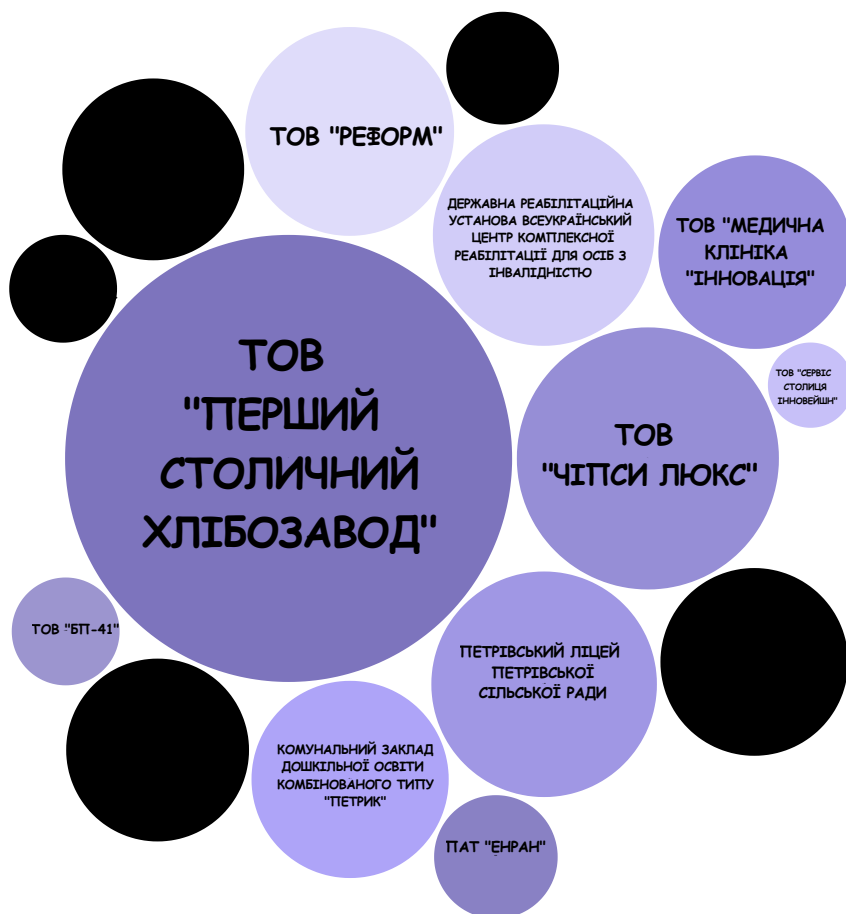 ТОВ "РЕФОРМ"
ДЕРЖАВНА РЕАБІЛІТАЦІЙНА
УСТАНОВА ВСЕУКРАЇНСЬКИЙ
ЦЕНТР КОМПЛЕКСНОЇ
РЕАБІЛІТАЦІЇ ДЛЯ ОСІБ З
ІНВАЛІДНІСТЮ
ТОВ "МЕДИЧНА
КЛІНІКА
"ІННОВАЦІЯ"
ТОВ "СЕРВІС
СТОЛИЦЯ
ІННОВЕЙШН"
ТОВ
"ПЕРШИЙ
СТОЛИЧНИЙ
ХЛІБОЗАВОД"
ТОВ
"ЧІПСИ ЛЮКС"
ТОВ "БП-41"
ПЕТРІВСЬКИЙ ЛІЦЕЙ
ПЕТРІВСЬКОЇ
СІЛЬСЬКОЇ РАДИ
КОМУНАЛЬНИЙ ЗАКЛАД
ДОШКІЛЬНОЇ ОСВІТИ
КОМБІНОВАНОГО ТИПУ
"ПЕТРИК"
ПАТ "ЕНРАН"